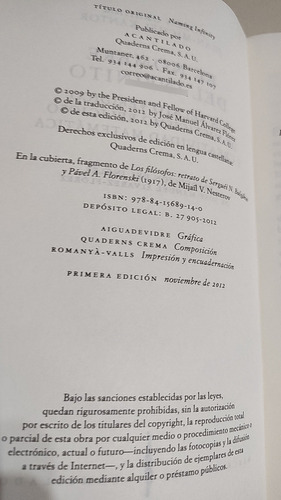 TÍTULO ORIGINAL Naming Infinity
Publicado por
ACANTILADO
Quaderns Crema, S.A.U.
Muntaner, 462 - 08006 Barcelona
Tel. 934 144 906 - Fax. 934 147 107
correo@acantilado.es
© 2009 by the President and Fellow of Harvard College
© de la traducción, 2012 by José Manuel Álvarez Flórez
© de esta edición, 2012 by Quaderns Crema, S.A.U.
Derechos exclusivos de edición en lengua castellana:
Quaderns Crema, S.A.U.
En la cubierta, fragmento de Los filósofos: retrato de Serguéi N. Bulgákov
y Pável A. Florenski (1917), de Mijaíl V. Nesterov
ISBN: 978-84-15689-14-0
DEPÓSITO LEGAL: B. 27 905-2012
AIGUADEVIDRE Gráfica
QUADERNS CREMA Composición
ROMANYÀ-VALLS Impresión y encuadernación
PRIMERA EDICIÓN noviembre de 2012
Bajo las sanciones establecidas por las leyes,
quedan rigurosamente prohibidas, sin la autorización
por escrito de los titulares del copyright, la reproducción total
o parcial de esta obra por cualquier medio o procedimiento mecánico o
electrónico, actual o futuro—incluyendo las fotocopias y la difusión
a través de Internet—, y la distribución de ejemplares de esta
edición mediante alquiler o préstamo públicos.